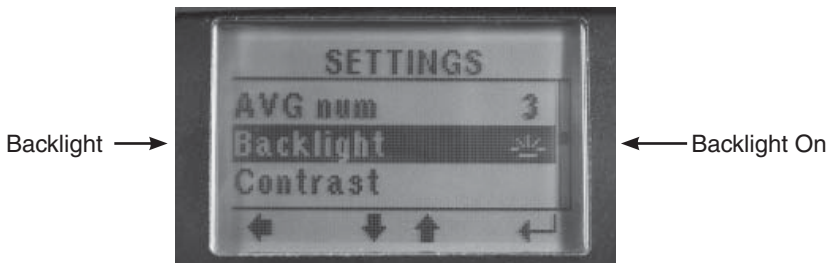 SETTINGS
AVG num 3
Backlight
Contrast
Backlight
Backlight On